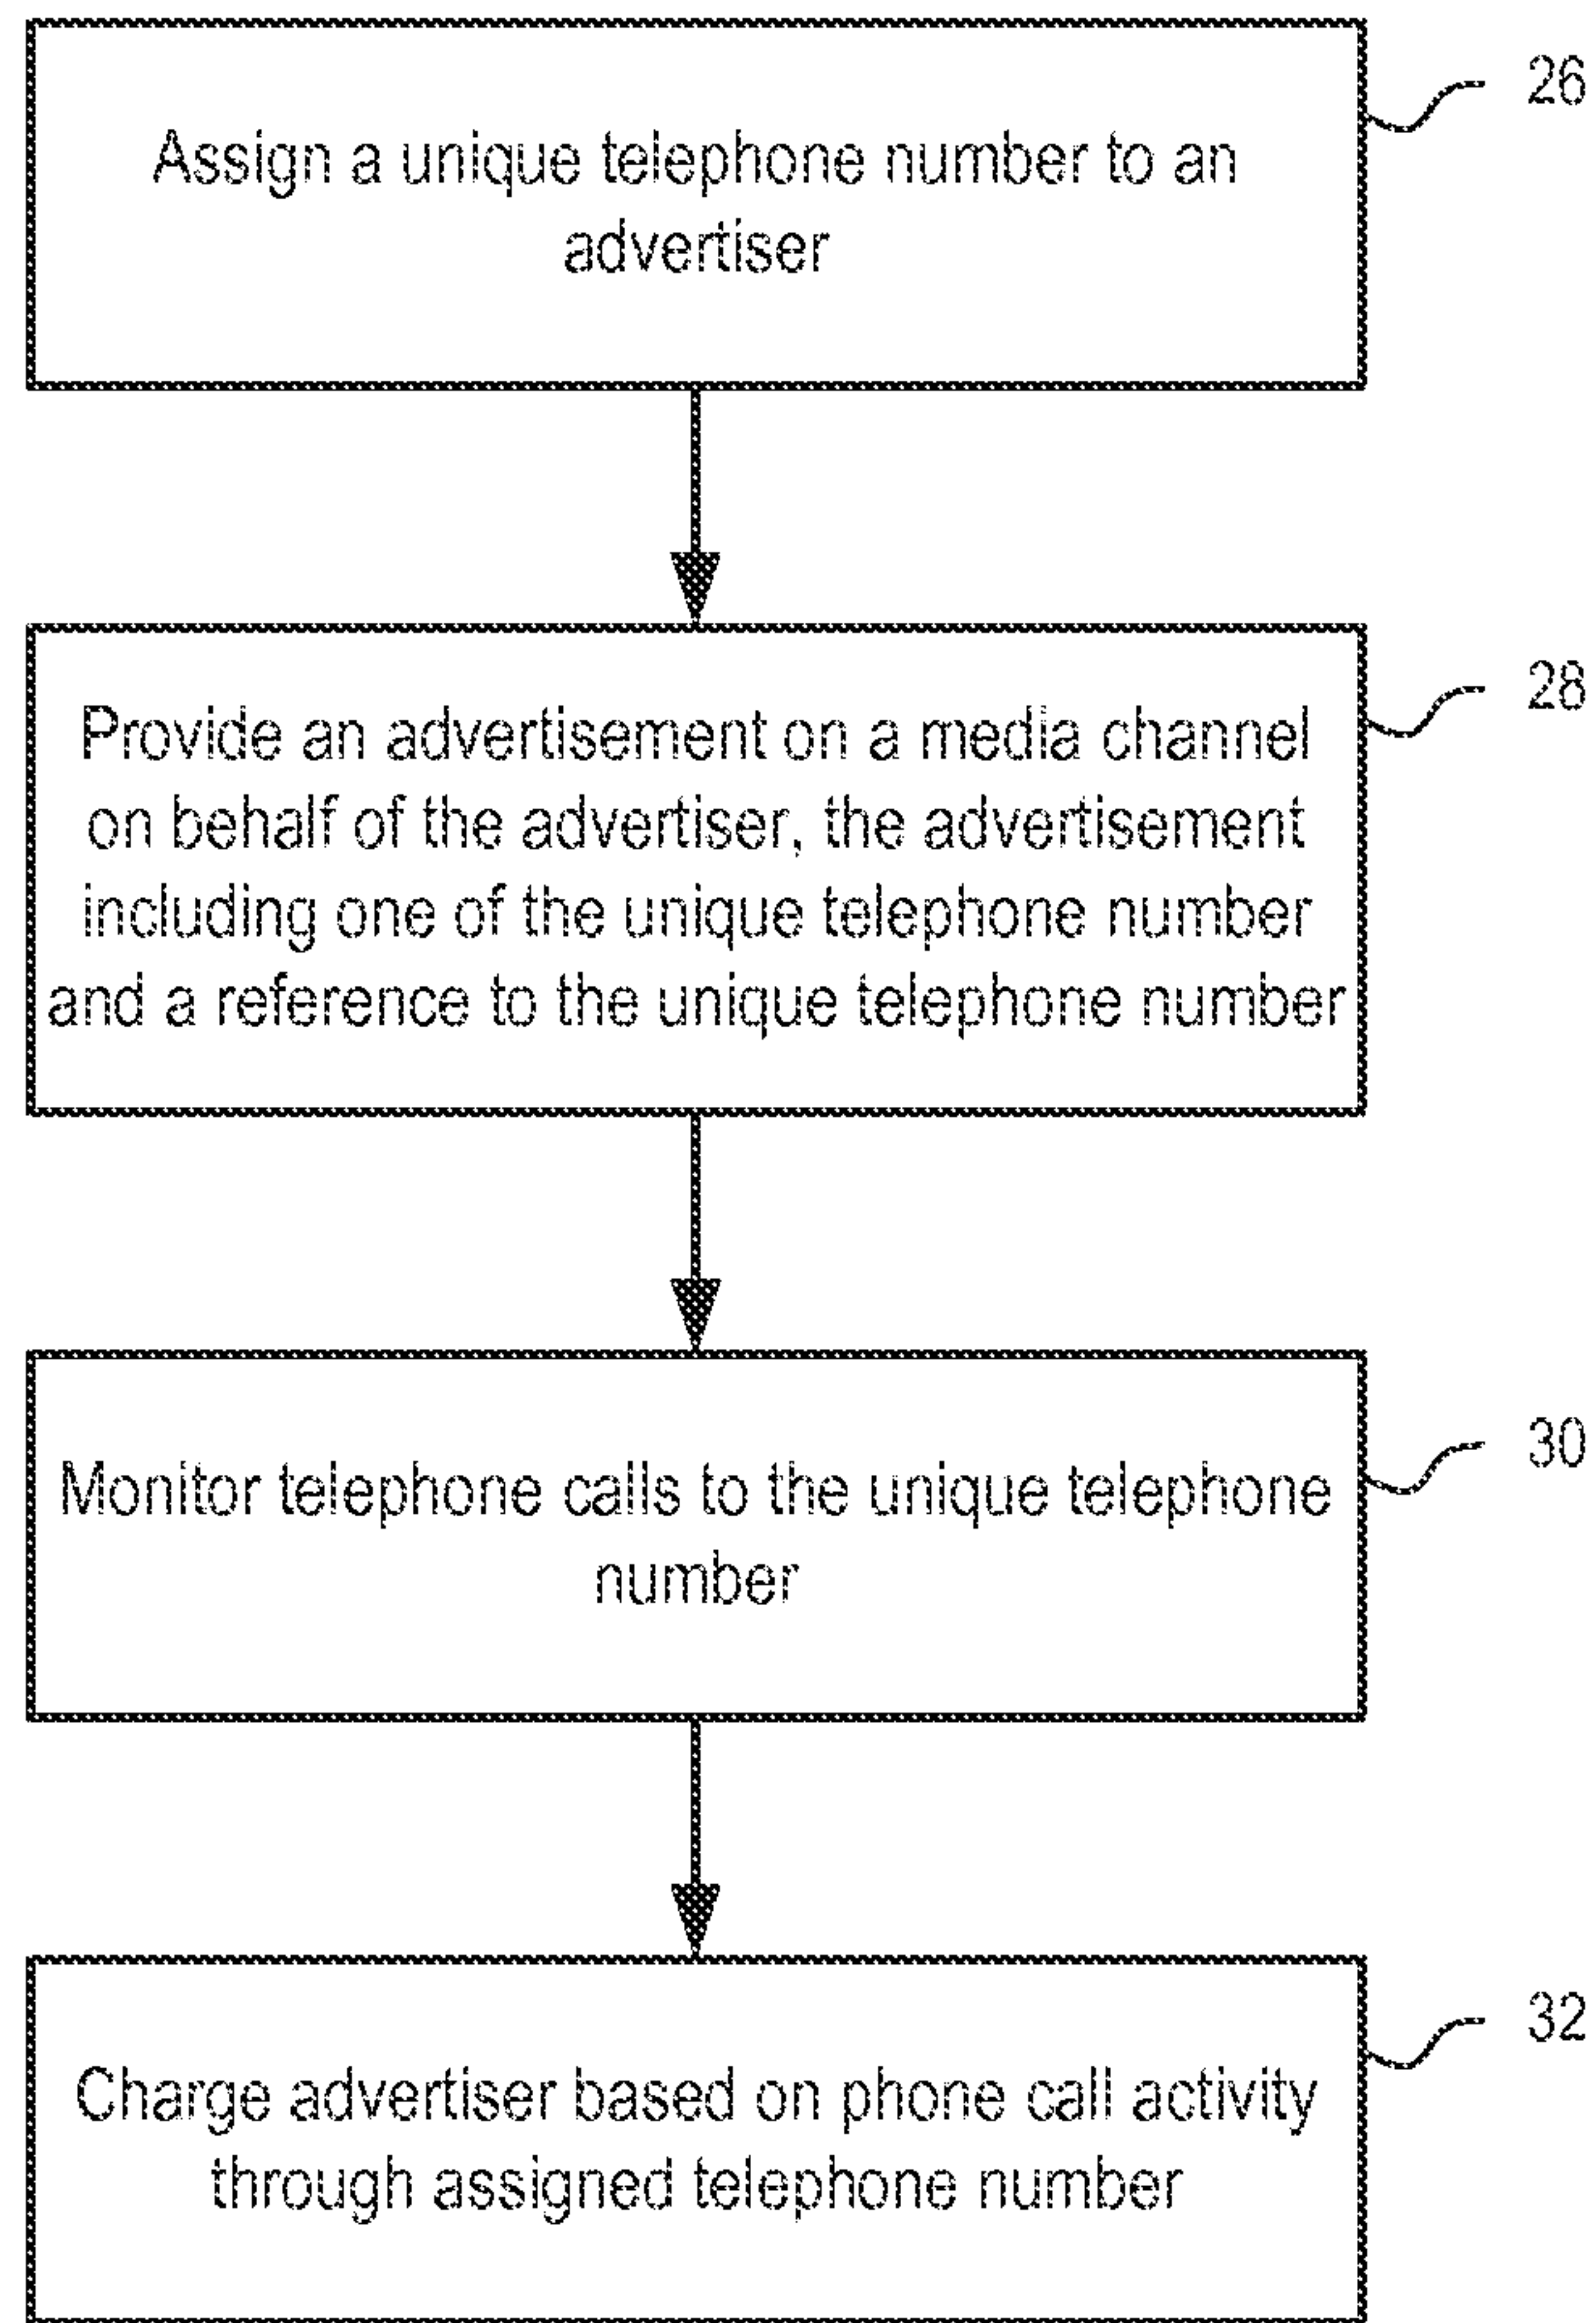 26
Assign a unique telephone number to an
advertiser
28
Provide an advertisement on a media channel
on behalf of the advertiser, the advertisement
including one of the unique telephone number
and a reference to the unique telephone number
30
Monitor telephone calls to the unique telephone
number
32
Charge advertiser based on phone call activity
through assigned telephone number